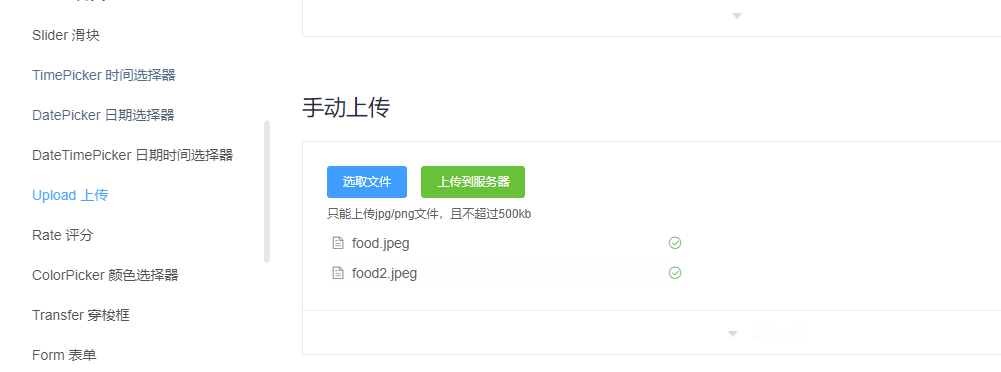 Slider 滑块
TimePicker 时间选择器
DatePicker 日期选择器
DateTimePicker 日期时间选择器
Upload 上传
Rate 评分
ColorPicker 颜色选择器
Transfer 穿梭框
Form 表单
手动上传
选取文件 上传到服务器
只能上传jpg/png文件，且不超过500kb
food.jpeg
food2.jpeg